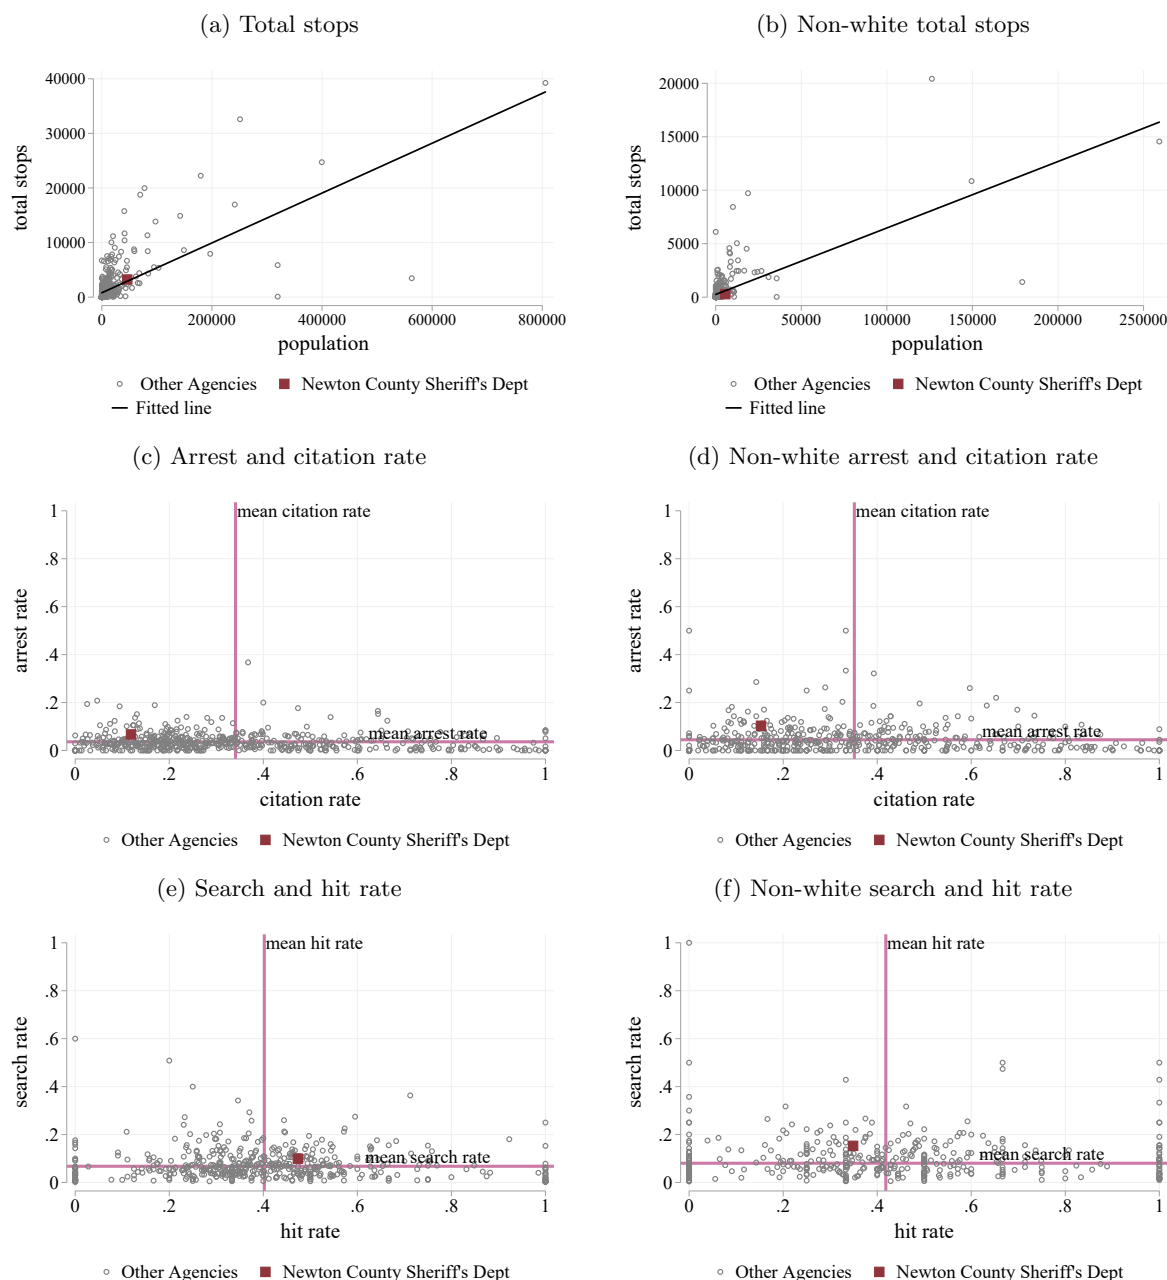 (a) Total stops
40000
30000
20000
10000
0
total stops
0 200000 400000 600000 800000
population
Other Agencies Newton County Sheriff's Dept
Fitted line
(b) Non-white total stops
20000
15000
10000
5000
0
total stops
0 50000 100000 150000 200000 250000
population
Other Agencies Newton County Sheriff's Dept
Fitted line
(c) Arrest and citation rate
1
.8
.6
.4
.2
0
arrest rate
mean citation rate
mean arrest rate
0 .2 .4 .6 .8 1
citation rate
Other Agencies Newton County Sheriff's Dept
(d) Non-white arrest and citation rate
1
.8
.6
.4
.2
0
arrest rate
mean citation rate
mean arrest rate
0 .2 .4 .6 .8 1
citation rate
Other Agencies Newton County Sheriff's Dept
(e) Search and hit rate
1
.8
.6
.4
.2
0
search rate
mean hit rate
mean search rate
0 .2 .4 .6 .8 1
hit rate
Other Agencies Newton County Sheriff's Dept
(f) Non-white search and hit rate
1
.8
.6
.4
.2
0
search rate
mean hit rate
mean search rate
0 .2 .4 .6 .8 1
hit rate
Other Agencies Newton County Sheriff's Dept